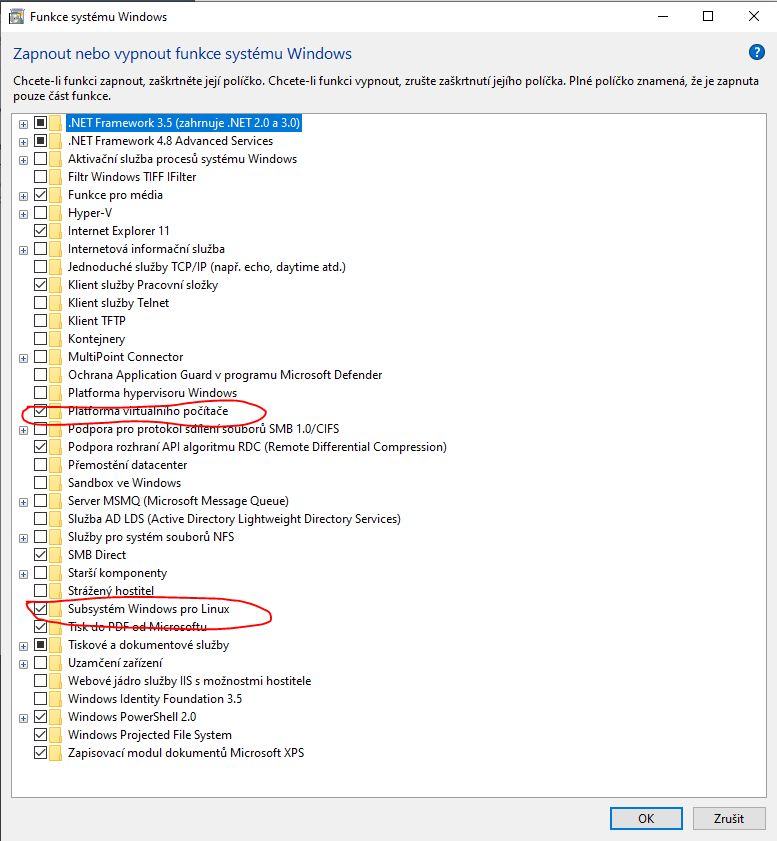 Funkce systému Windows
Zapnout nebo vypnout funkce systému Windows
Chcete-li funkci zapnout, zaškrtněte její políčko. Chcete-li funkci vypnout, zrušte zaškrtnutí jejího políčka. Plné políčko znamená, že je zapnuta
pouze část funkce.
.NET Framework 3.5 (zahrnuje .NET 2.0 a 3.0)
.NET Framework 4.8 Advanced Services
Aktivační služba procesů systému Windows
Filtr Windows TIFF IFilter
Funkce pro média
Hyper-V
Internet Explorer 11
Internetová informační služba
Jednoduché služby TCP/IP (např. echo, daytime atd.)
Klient služby Pracovní složky
Klient služby Telnet
Klient TFTP
Kontejnery
MultiPoint Connector
Ochrana Application Guard v programu Microsoft Defender
Platforma hypervisoru Windows
Platforma virtuálního počítače
Podpora pro protokol sdílení souborů SMB 1.0/CIFS
Podpora rozhraní API algoritmu RDC (Remote Differential Compression)
Přemostění datacenter
Sandbox ve Windows
Server MSMQ (Microsoft Message Queue)
Služba AD LDS (Active Directory Lightweight Directory Services)
Služby pro systém souborů NFS
SMB Direct
Starší komponenty
Strážený hostitel
Subsystém Windows pro Linux
Tisk do PDF od Microsoftu
Tiskové a dokumentové služby
Uzamčení zařízení
Webové jádro služby IIS s možnostmi hostitele
Windows Identity Foundation 3.5
Windows PowerShell 2.0
Windows Projected File System
Zapisovací modul dokumentů Microsoft XPS
OK
Zrušit